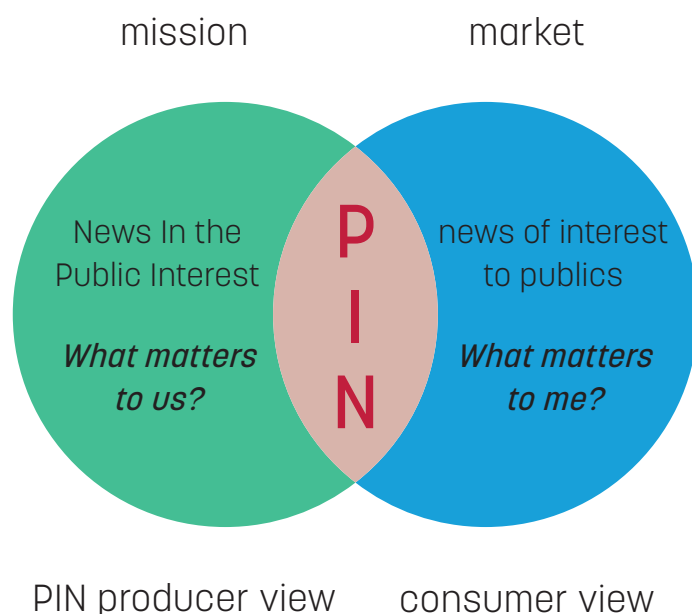 mission
market
News In the
Public Interest
What matters
to us?
P
I
N
news of interest
to publics
What matters
to me?
PIN producer view
consumer view